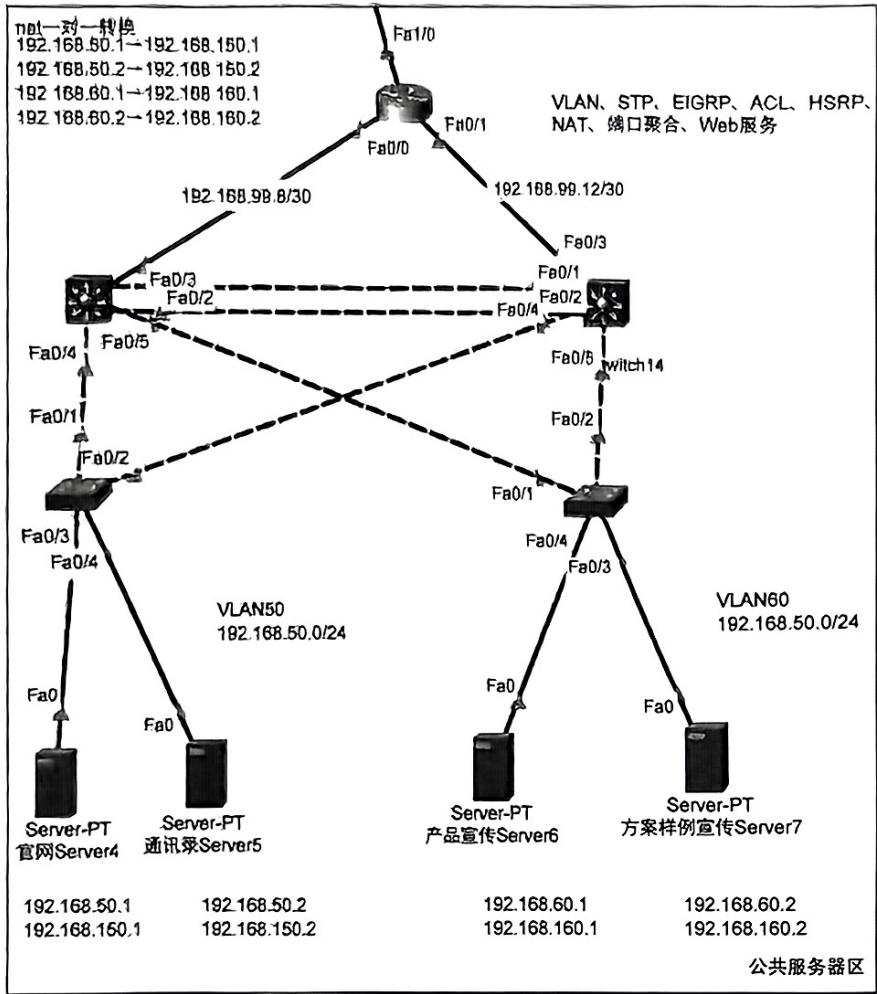 nat一对一转换
192.168.50.1→192.168.150.1
192.168.50.2→192.168.150.2
192.168.60.1→192.168.160.1
192.168.60.2→192.168.160.2
Fa1/0
VLAN、STP、EIGRP、ACL、HSRP、
NAT、端口聚合、Web服务
Fa0/0
Fa0/1
192.168.99.8/30
192.168.99.12/30
Fa0/3
Fa0/3
Fa0/1
Fa0/2
Fa0/2
Fa0/4
Fa0/5
Fa0/4
Fa0/5
witch14
Fa0/1
Fa0/2
Fa0/2
Fa0/1
Fa0/3
Fa0/4
Fa0/4
Fa0/3
VLAN50
192.168.50.0/24
VLAN60
192.168.50.0/24
Fa0
Fa0
Fa0
Fa0
Server-PT
官网Server4
Server-PT
通讯录Server5
Server-PT
产品宣传Server6
Server-PT
方案样例宣传Server7
192.168.50.1
192.168.150.1
192.168.50.2
192.168.150.2
192.168.60.1
192.168.160.1
192.168.60.2
192.168.160.2
公共服务器区